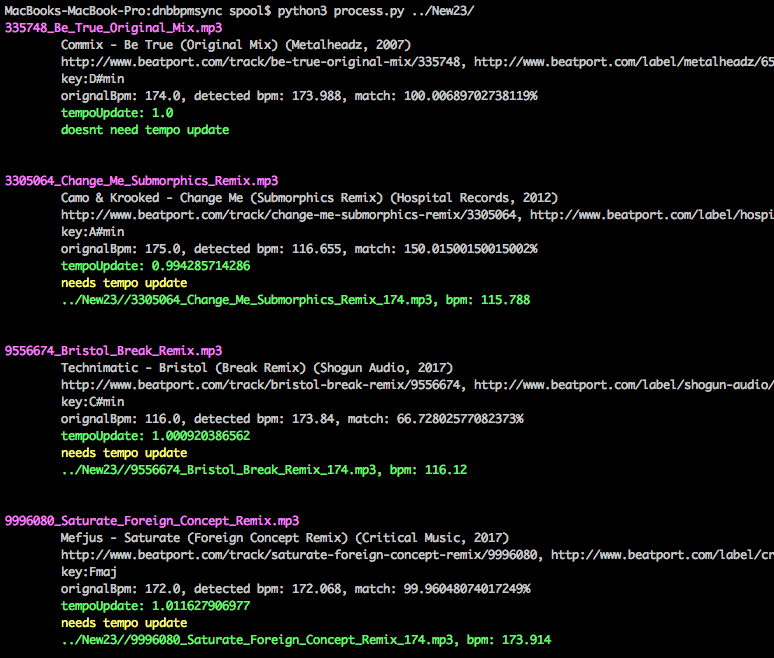 MacBooks-MacBook-Pro:dnbbpmsync spool$ python3 process.py ../New23/
335748_Be_True_Original_Mix.mp3
Commix - Be True (Original Mix) (Metalheadz, 2007)
http://www.beatport.com/track/be-true-original-mix/335748, http://www.beatport.com/label/metalheadz/65
key:D#min
orignalBpm: 174.0, detected bpm: 173.988, match: 100.00689702738119%
tempoUpdate: 1.0
doesnt need tempo update
3305064_Change_Me_Submorphics_Remix.mp3
Camo & Krooked - Change Me (Submorphics Remix) (Hospital Records, 2012)
http://www.beatport.com/track/change-me-submorphics-remix/3305064, http://www.beatport.com/label/hospi
key:A#min
orignalBpm: 175.0, detected bpm: 116.655, match: 150.01500150015002%
tempoUpdate: 0.994285714286
needs tempo update
../New23//3305064_Change_Me_Submorphics_Remix_174.mp3, bpm: 115.788
9556674_Bristol_Break_Remix.mp3
Technimatic - Bristol (Break Remix) (Shogun Audio, 2017)
http://www.beatport.com/track/bristol-break-remix/9556674, http://www.beatport.com/label/shogun-audio/
key:C#min
orignalBpm: 116.0, detected bpm: 173.84, match: 66.72802577082373%
tempoUpdate: 1.000920386562
needs tempo update
../New23//9556674_Bristol_Break_Remix_174.mp3, bpm: 116.12
9996080_Saturate_Foreign_Concept_Remix.mp3
Mefjus - Saturate (Foreign Concept Remix) (Critical Music, 2017)
http://www.beatport.com/track/saturate-foreign-concept-remix/9996080, http://www.beatport.com/label/cr
key:Fmaj
orignalBpm: 172.0, detected bpm: 172.068, match: 99.96048074017249%
tempoUpdate: 1.011627906977
needs tempo update
../New23//9996080_Saturate_Foreign_Concept_Remix_174.mp3, bpm: 173.914